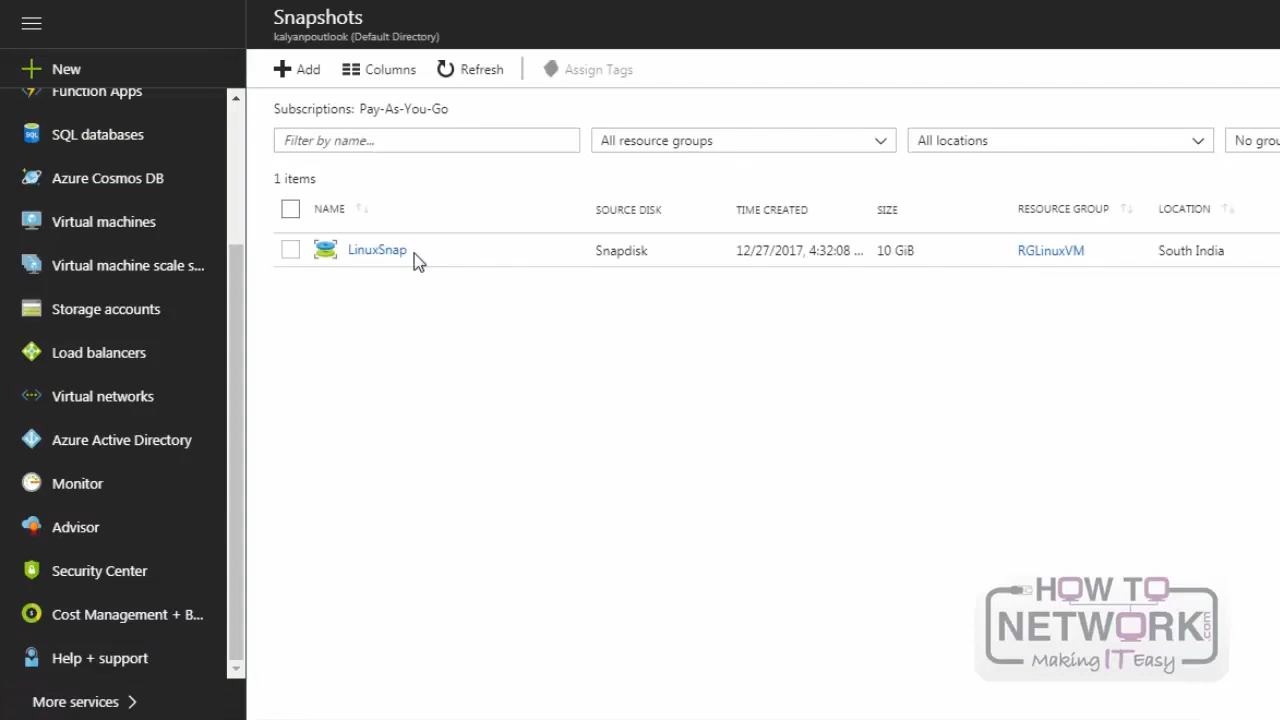 Snapshots
kalyanpoutlook (Default Directory)
New
Function Apps
SQL databases
Azure Cosmos DB
Virtual machines
Virtual machine scale s...
Storage accounts
Load balancers
Virtual networks
Azure Active Directory
Monitor
Advisor
Security Center
Cost Management + B...
Help + support
More services
Add Columns Refresh Assign Tags
Subscriptions: Pay-As-You-Go
Filter by name... All resource groups All locations No grou
1 items
NAME SOURCE DISK TIME CREATED SIZE RESOURCE GROUP LOCATION
LinuxSnap Snapdisk 12/27/2017, 4:32:08 ... 10 GiB RGLinuxVM South India
HOW TO
NETWORK.com
Making IT Easy